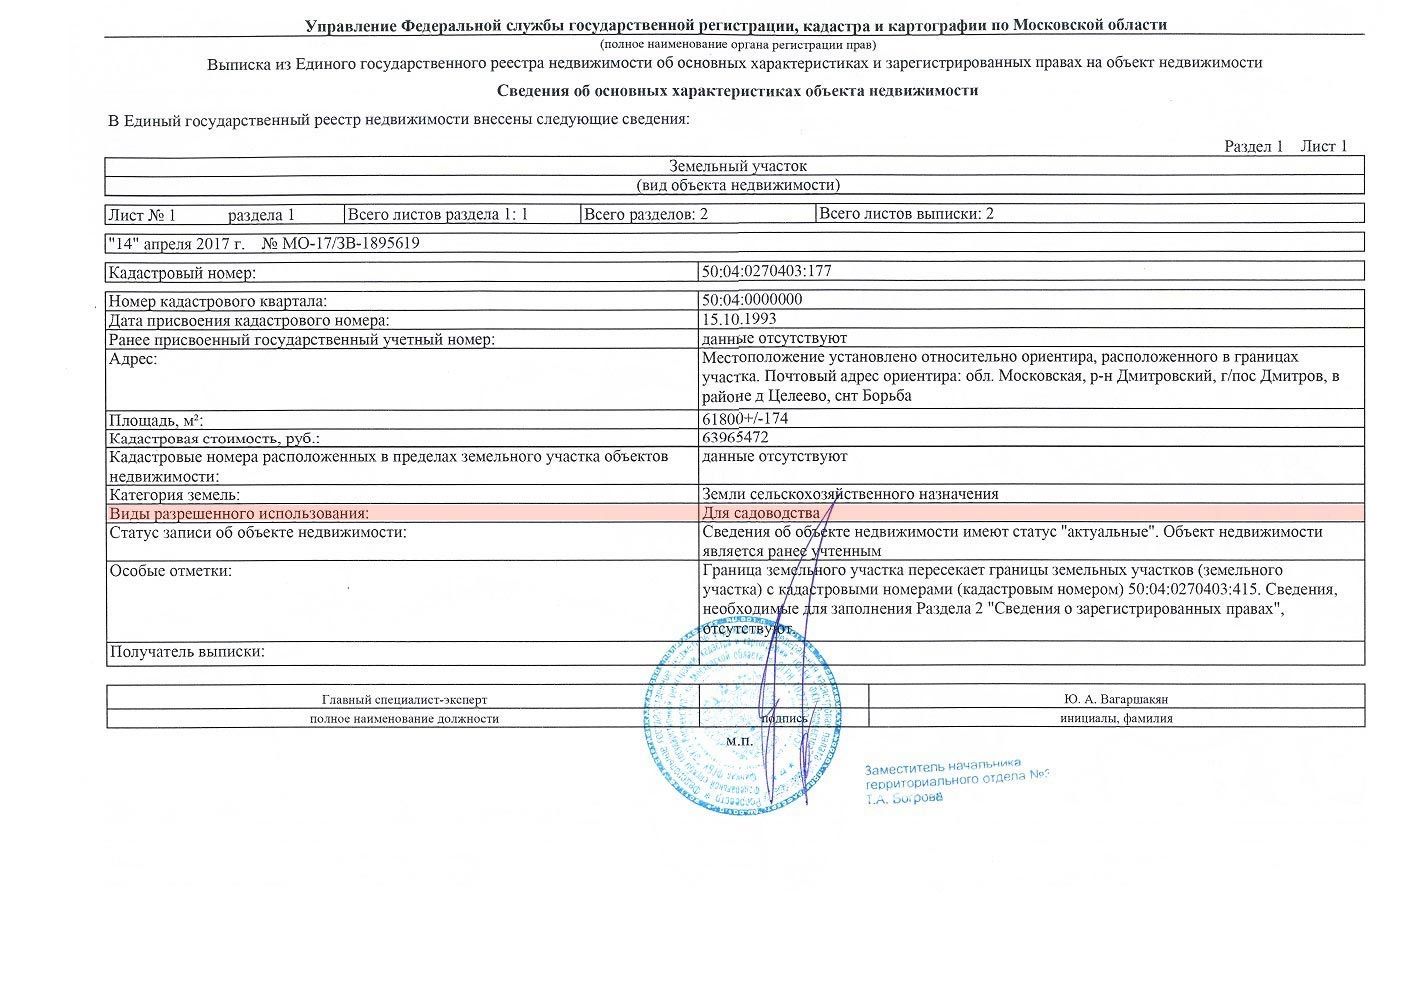 Управление Федеральной службы государственной регистрации, кадастра и картографии по Московской области
(полное наименование органа регистрации прав)
Выписка из Единого государственного реестра недвижимости об основных характеристиках и зарегистрированных правах на объект недвижимости
Сведения об основных характеристиках объекта недвижимости
В Единый государственный реестр недвижимости внесены следующие сведения:
Раздел 1 Лист 1
Земельный участок
(вид объекта недвижимости)
Лист № 1 раздела 1 Всего листов раздела 1: 1 Всего разделов: 2 Всего листов выписки: 2
"14" апреля 2017 г. № МО-17/ЗВ-1895619
Кадастровый номер: 50:04:0270403:177
Номер кадастрового квартала: 50:04:0000000
Дата присвоения кадастрового номера: 15.10.1993
Ранее присвоенный государственный учетный номер: данные отсутствуют
Адрес: Местоположение установлено относительно ориентира, расположенного в границах
участка. Почтовый адрес ориентира: обл. Московская, р-н Дмитровский, г/пос Дмитров, в
районе д Целеево, снт Борьба
Площадь, м²: 61800+/-174
Кадастровая стоимость, руб.: 63965472
Кадастровые номера расположенных в пределах земельного участка объектов данные отсутствуют
недвижимости:
Категория земель: Земли сельскохозяйственного назначения
Виды разрешенного использования: Для садоводства
Статус записи об объекте недвижимости: Сведения об объекте недвижимости имеют статус "актуальные". Объект недвижимости
является ранее учтенным
Особые отметки: Граница земельного участка пересекает границы земельных участков (земельного
участка) с кадастровыми номерами (кадастровым номером) 50:04:0270403:415. Сведения,
необходимые для заполнения Раздела 2 "Сведения о зарегистрированных правах",
отсутствуют
Получатель выписки:
Главный специалист-эксперт Ю. А. Вагаршакян
полное наименование должности подпись инициалы, фамилия
М.П.
Заместитель начальника
территориального отдела
Т.А.